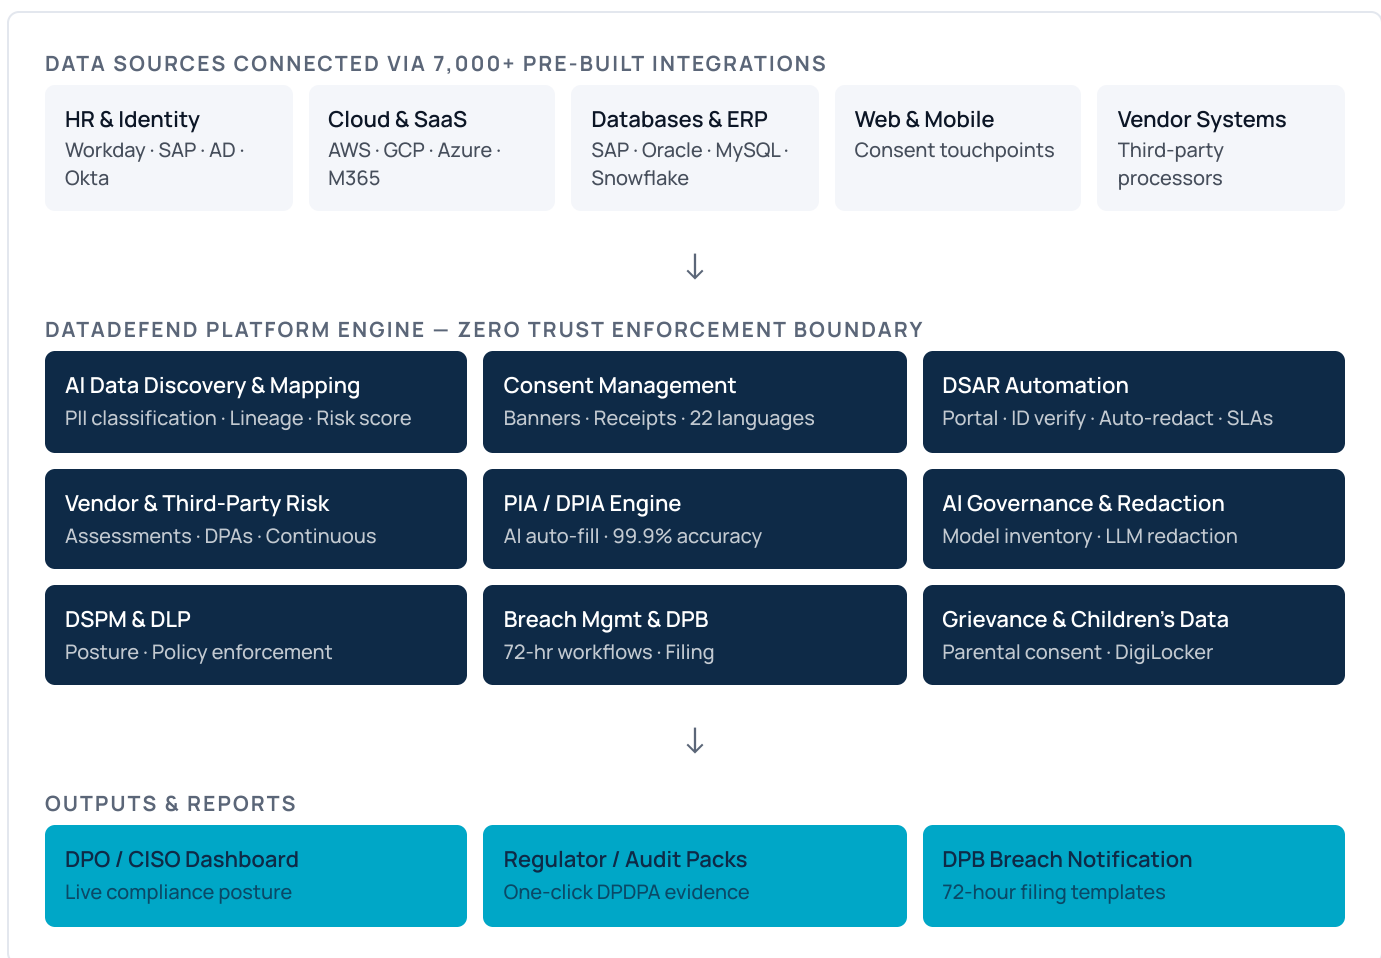 DATA SOURCES CONNECTED VIA 7,000+ PRE-BUILT INTEGRATIONS
HR & Identity
Workday · SAP · AD ·
Okta
Cloud & SaaS
AWS · GCP · Azure ·
M365
Databases & ERP
SAP · Oracle · MySQL ·
Snowflake
Web & Mobile
Consent touchpoints
Vendor Systems
Third-party
processors
↓
DATADEFEND PLATFORM ENGINE — ZERO TRUST ENFORCEMENT BOUNDARY
AI Data Discovery & Mapping
PII classification · Lineage · Risk score
Consent Management
Banners · Receipts · 22 languages
DSAR Automation
Portal · ID verify · Auto-redact · SLAs
Vendor & Third-Party Risk
Assessments · DPAs · Continuous
PIA / DPIA Engine
AI auto-fill · 99.9% accuracy
AI Governance & Redaction
Model inventory · LLM redaction
DSPM & DLP
Posture · Policy enforcement
Breach Mgmt & DPB
72-hr workflows · Filing
Grievance & Children's Data
Parental consent · DigiLocker
↓
OUTPUTS & REPORTS
DPO / CISO Dashboard
Live compliance posture
Regulator / Audit Packs
One-click DPDPA evidence
DPB Breach Notification
72-hour filing templates